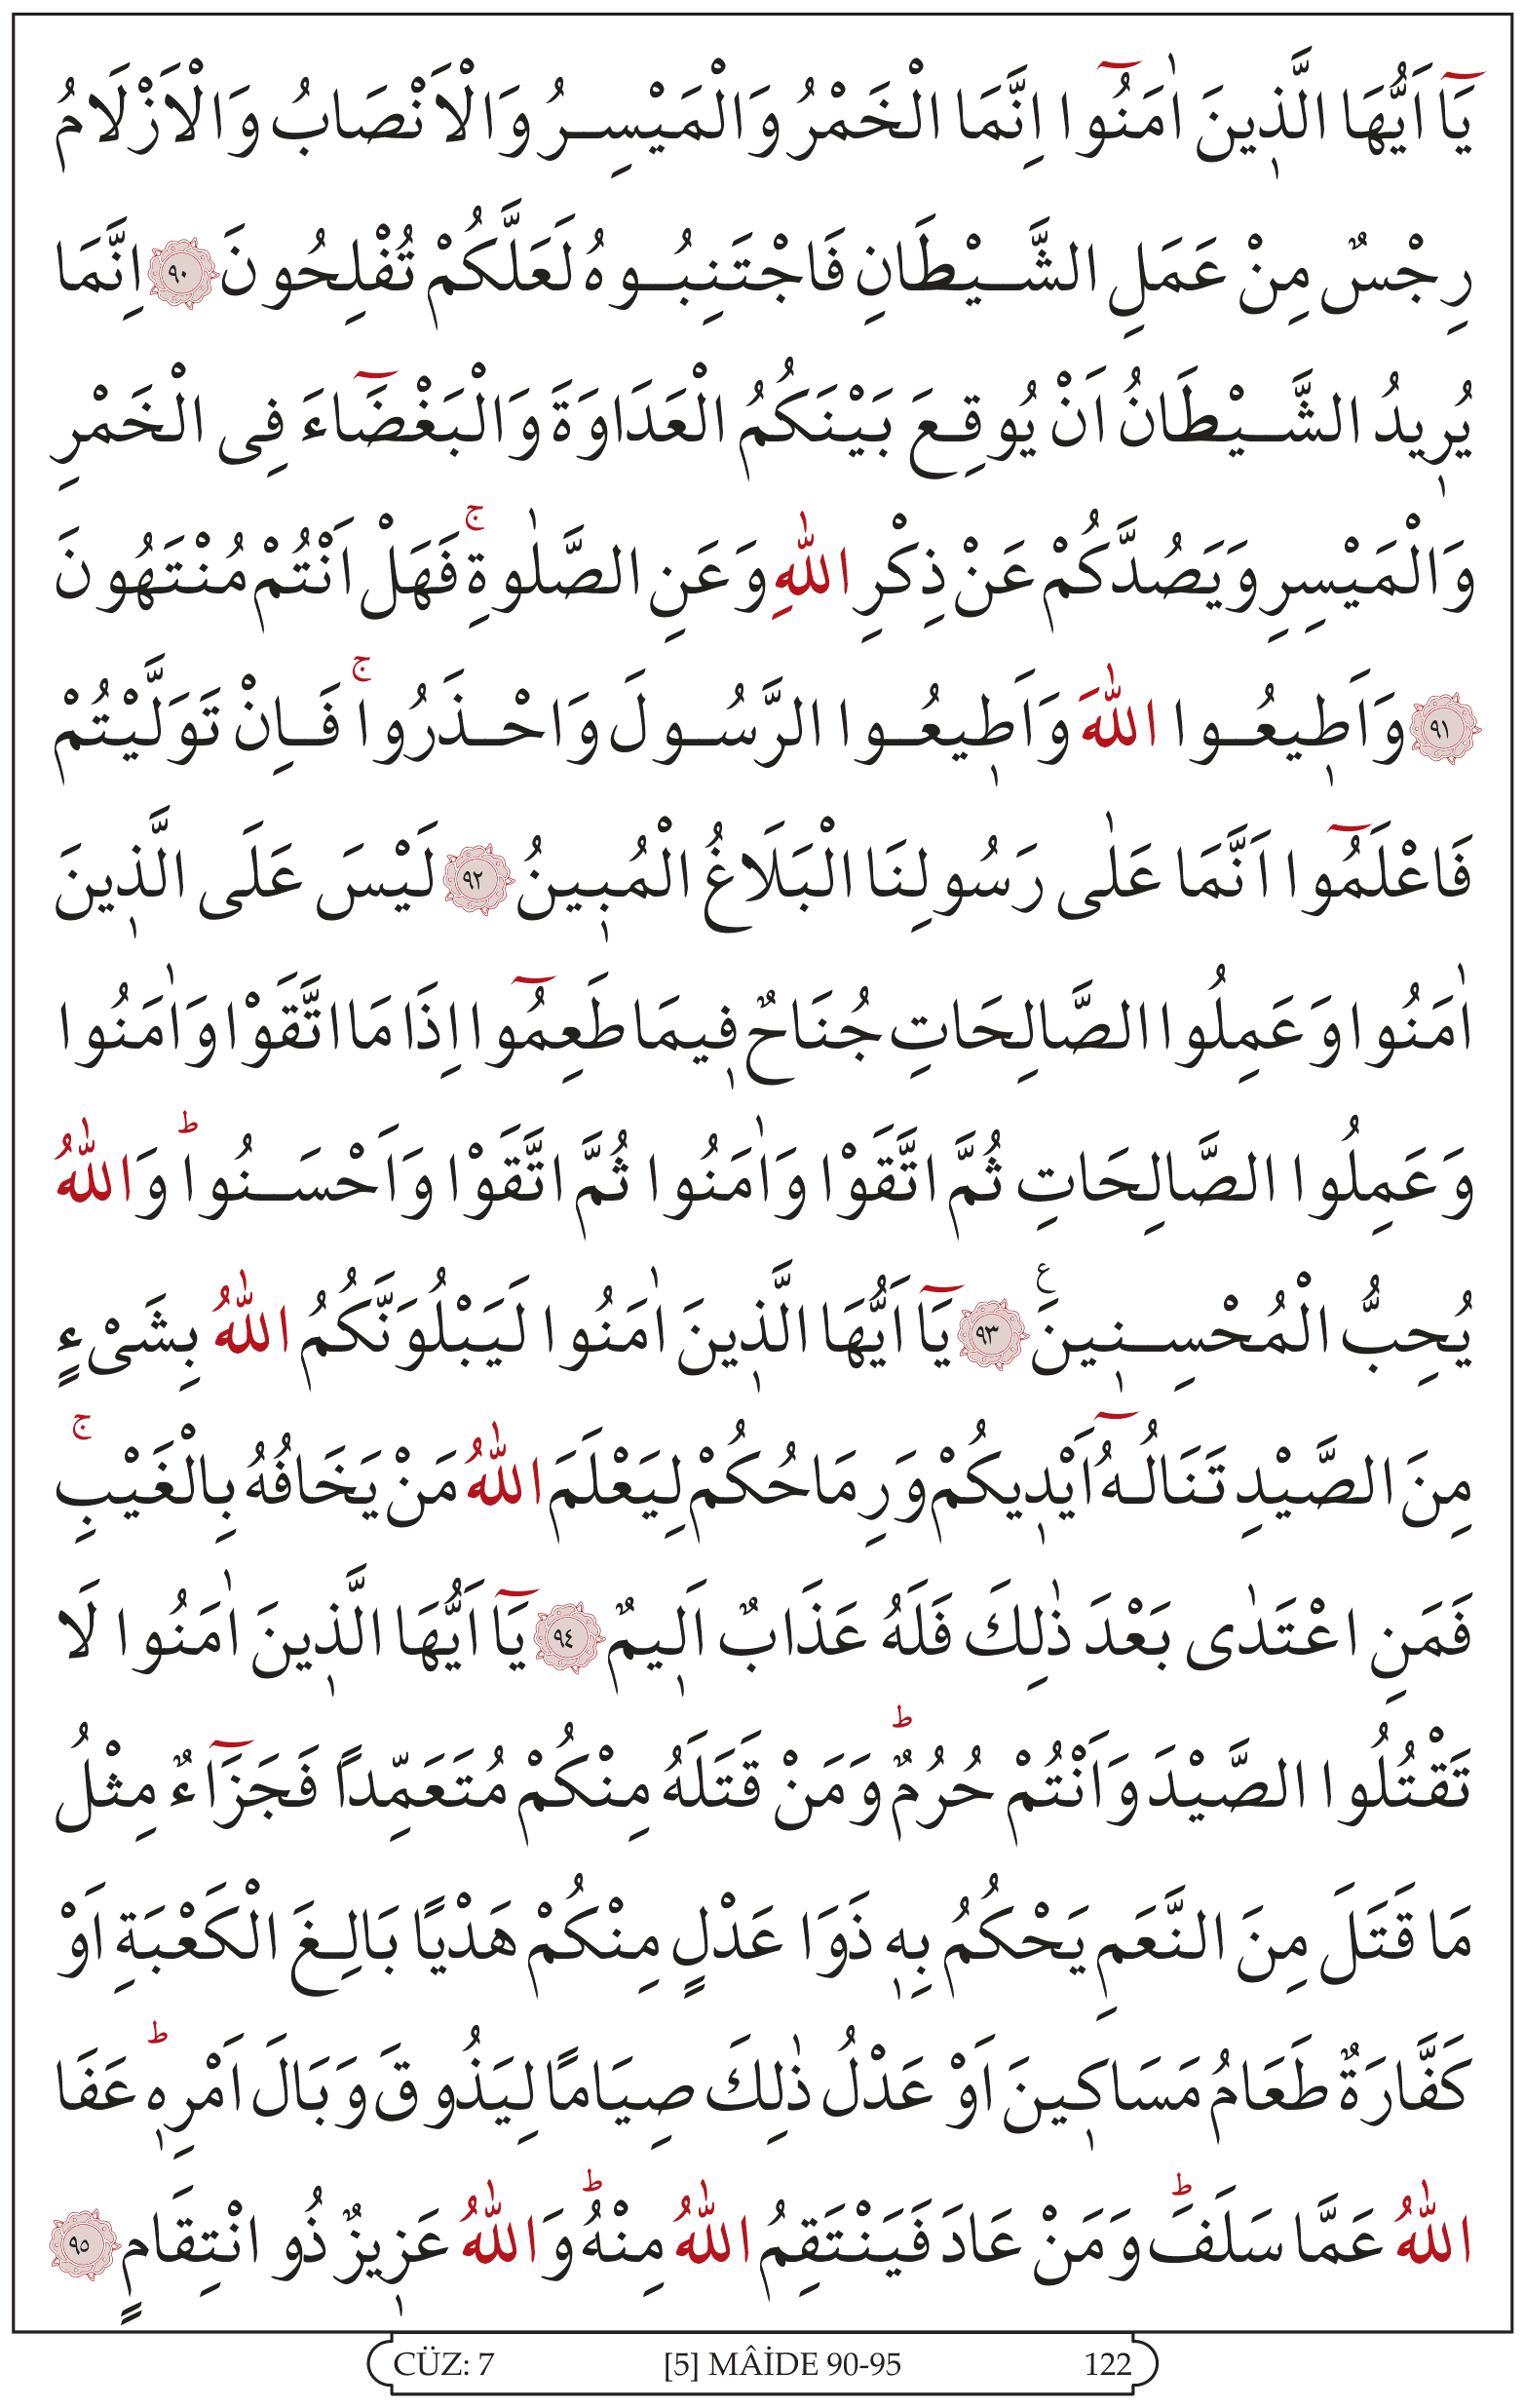 يَٓا اَيُّهَا الَّذ۪ينَ اٰمَنُٓوا اِنَّمَا الْخَمْرُ وَالْمَيْسِرُ وَالْاَنْصَابُ وَالْاَزْلَامُ
رِجْسٌ مِنْ عَمَلِ الشَّيْطَانِ فَاجْتَنِبُوهُ لَعَلَّكُمْ تُفْلِحُونَ ﴿٩٠﴾ اِنَّمَا
يُر۪يدُ الشَّيْطَانُ اَنْ يُوقِعَ بَيْنَكُمُ الْعَدَاوَةَ وَالْبَغْضَٓاءَ فِى الْخَمْرِ
وَالْمَيْسِرِ وَيَصُدَّكُمْ عَنْ ذِكْرِ اللّٰهِ وَعَنِ الصَّلٰوةِۚ فَهَلْ اَنْتُمْ مُنْتَهُونَ
﴿٩١﴾ وَاَط۪يعُوا اللّٰهَ وَاَط۪يعُوا الرَّسُولَ وَاحْذَرُواۚ فَاِنْ تَوَلَّيْتُمْ
فَاعْلَمُٓوا اَنَّمَا عَلٰى رَسُولِنَا الْبَلَاغُ الْمُب۪ينُ ﴿٩٢﴾ لَيْسَ عَلَى الَّذ۪ينَ
اٰمَنُوا وَعَمِلُوا الصَّالِحَاتِ جُنَاحٌ ف۪يمَا طَعِمُٓوا اِذَا مَا اتَّقَوْا وَاٰمَنُوا
وَعَمِلُوا الصَّالِحَاتِ ثُمَّ اتَّقَوْا وَاٰمَنُوا ثُمَّ اتَّقَوْا وَاَحْسَنُواؕ وَاللّٰهُ
يُحِبُّ الْمُحْسِن۪ينَ۟ ﴿٩٣﴾ يَٓا اَيُّهَا الَّذ۪ينَ اٰمَنُوا لَيَبْلُوَنَّكُمُ اللّٰهُ بِشَىْءٍ
مِنَ الصَّيْدِ تَنَالُهُٓ اَيْد۪يكُمْ وَرِمَاحُكُمْ لِيَعْلَمَ اللّٰهُ مَنْ يَخَافُهُ بِالْغَيْبِۚ
فَمَنِ اعْتَدٰى بَعْدَ ذٰلِكَ فَلَهُ عَذَابٌ اَل۪يمٌ ﴿٩٤﴾ يَٓا اَيُّهَا الَّذ۪ينَ اٰمَنُوا لَا
تَقْتُلُوا الصَّيْدَ وَاَنْتُمْ حُرُمٌؕ وَمَنْ قَتَلَهُ مِنْكُمْ مُتَعَمِّدًا فَجَزَٓاءٌ مِثْلُ
مَا قَتَلَ مِنَ النَّعَمِ يَحْكُمُ بِه۪ ذَوَا عَدْلٍ مِنْكُمْ هَدْيًا بَالِغَ الْكَعْبَةِ اَوْ
كَفَّارَةٌ طَعَامُ مَسَاك۪ينَ اَوْ عَدْلُ ذٰلِكَ صِيَامًا لِيَذُوقَ وَبَالَ اَمْرِه۪ؕ عَفَا
اللّٰهُ عَمَّا سَلَفَؕ وَمَنْ عَادَ فَيَنْتَقِمُ اللّٰهُ مِنْهُؕ وَاللّٰهُ عَز۪يزٌ ذُو انْتِقَامٍ ﴿٩٥﴾
CÜZ: 7 [5] MÂİDE 90-95 122